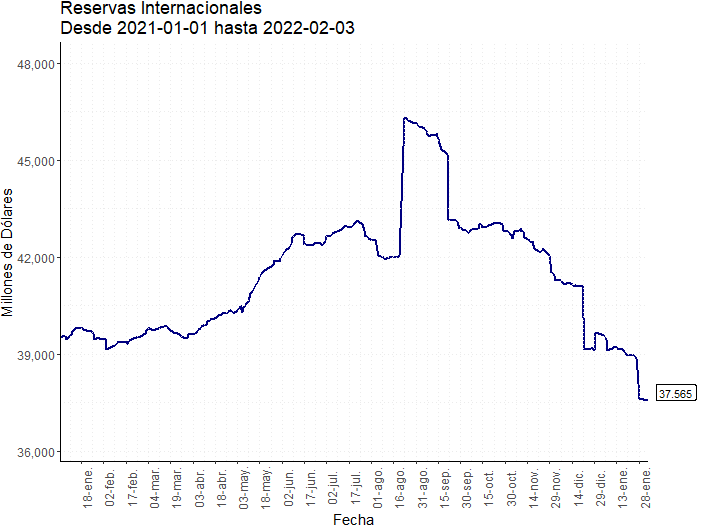 Reservas Internacionales
Desde 2021-01-01 hasta 2022-02-03
Millones de Dólares
48,000
45,000
42,000
39,000
36,000
37.565
18-ene.
02-feb.
17-feb.
04-mar.
19-mar.
03-abr.
18-abr.
03-may.
18-may.
02-jun.
17-jun.
02-jul.
17-jul.
01-ago.
16-ago.
31-ago.
15-sep.
30-sep.
15-oct.
30-oct.
14-nov.
29-nov.
14-dic.
29-dic.
13-ene.
28-ene.
Fecha